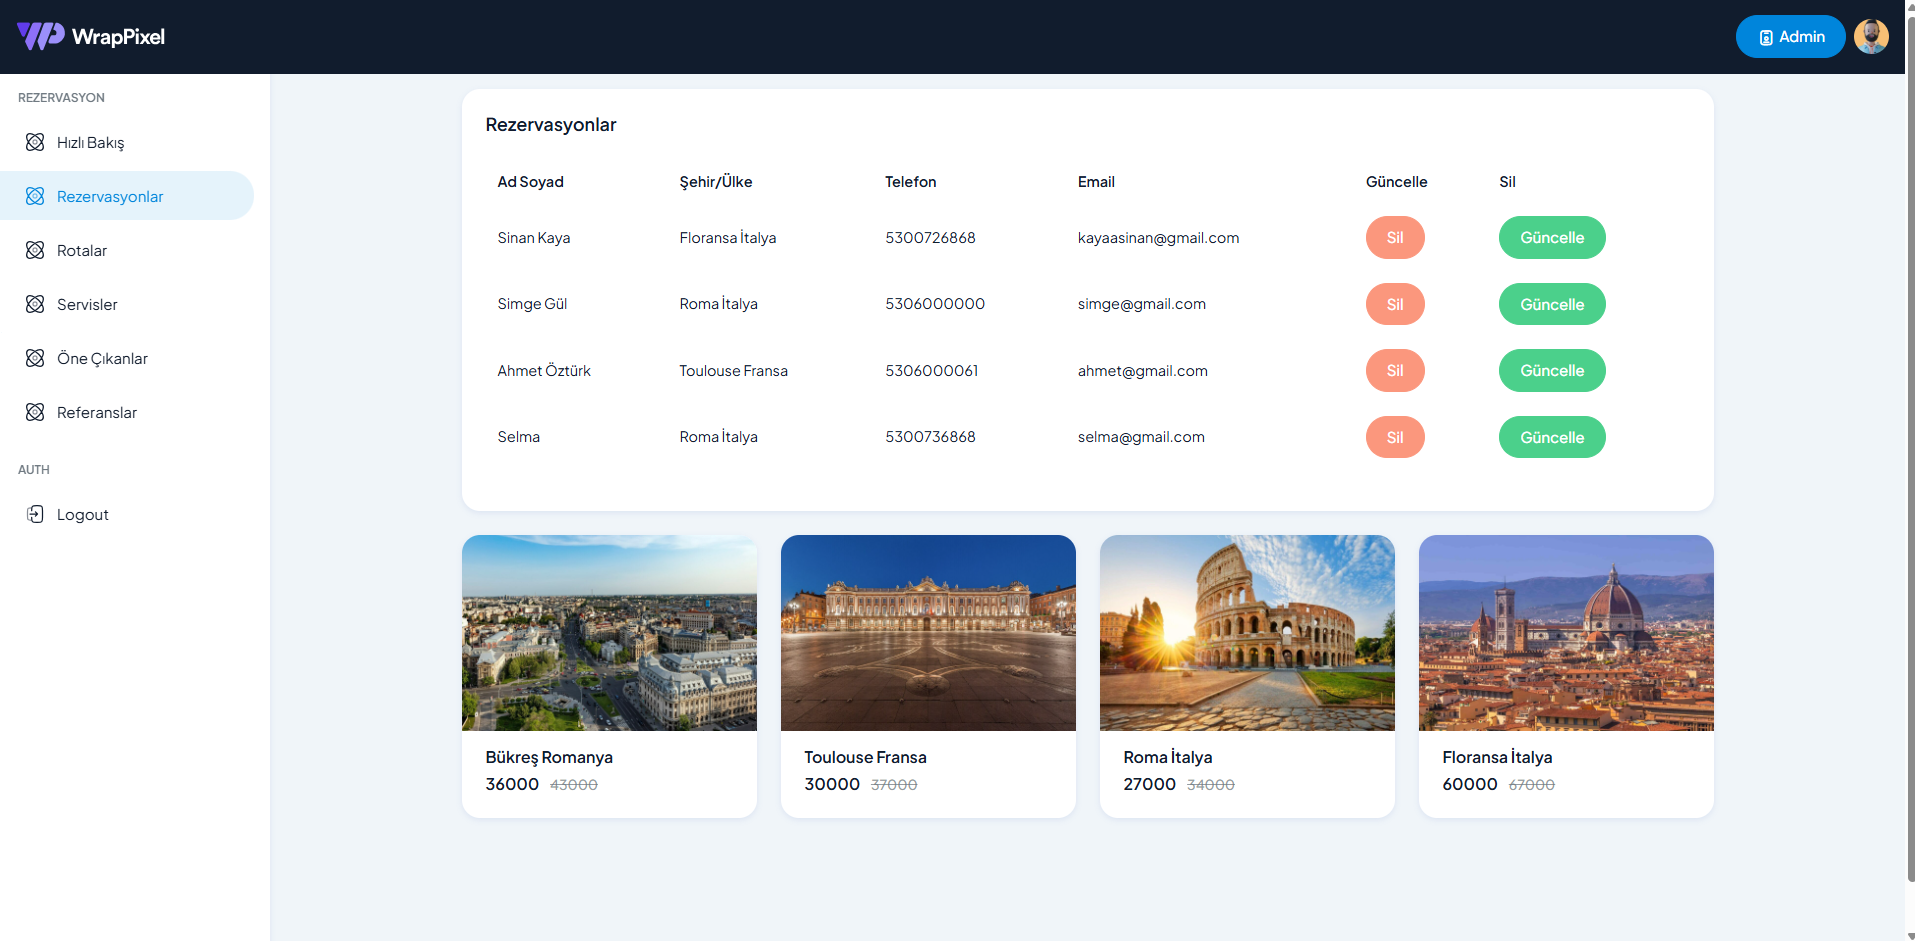 WrapPixel
Admin
REZERVASYON
Hızlı Bakış
Rezervasyonlar
Rotalar
Servisler
Öne Çıkanlar
Referanslar
AUTH
Logout
Rezervasyonlar
Ad Soyad Şehir/Ülke Telefon Email Güncelle Sil
Sinan Kaya Floransa İtalya 5300726868 kayaasinan@gmail.com Sil Güncelle
Simge Gül Roma İtalya 5306000000 simge@gmail.com Sil Güncelle
Ahmet Öztürk Toulouse Fransa 5306000061 ahmet@gmail.com Sil Güncelle
Selma Roma İtalya 5300736868 selma@gmail.com Sil Güncelle
Bükreş Romanya
36000 43000
Toulouse Fransa
30000 37000
Roma İtalya
27000 34000
Floransa İtalya
60000 67000